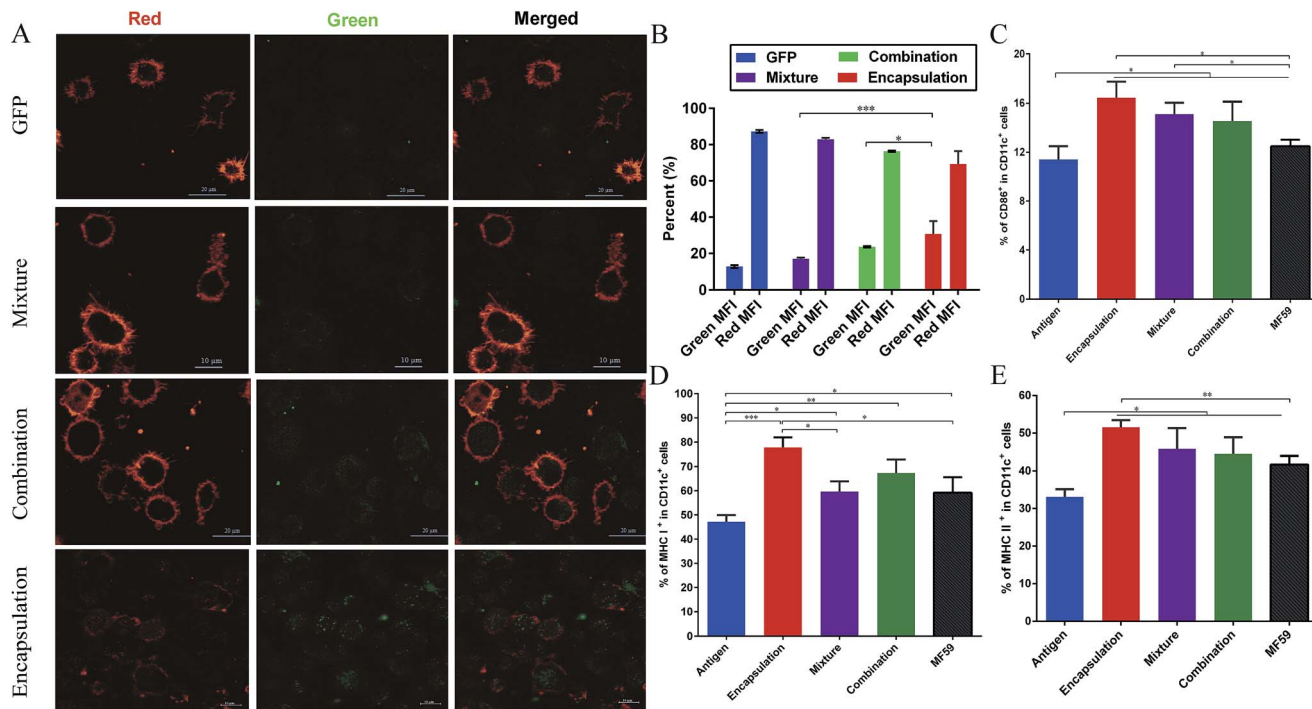 A
Red
Green
Merged
GFP
20 µm
20 µm
20 µm
Mixture
10 µm
10 µm
10 µm
Combination
20 µm
20 µm
20 µm
Encapsulation
B
GFP
Combination
Mixture
Encapsulation
***
*
Percent (%)
100
80
60
40
20
0
Green MFI
Red MFI
Green MFI
Red MFI
Green MFI
Red MFI
Green MFI
Red MFI
C
% of CD86⁺ in CD11c⁺ cells
20
16
12
8
4
0
*
*
*
Antigen
Encapsulation
Mixture
Combination
MF59
D
% of MHC I ⁺ in CD11c⁺ cells
100
90
80
70
60
50
40
30
20
10
0
*
**
*
***
*
*
Antigen
Encapsulation
Mixture
Combination
MF59
E
% of MHC II ⁺ in CD11c⁺ cells
60
50
40
30
20
10
0
**
*
Antigen
Encapsulation
Mixture
Combination
MF59